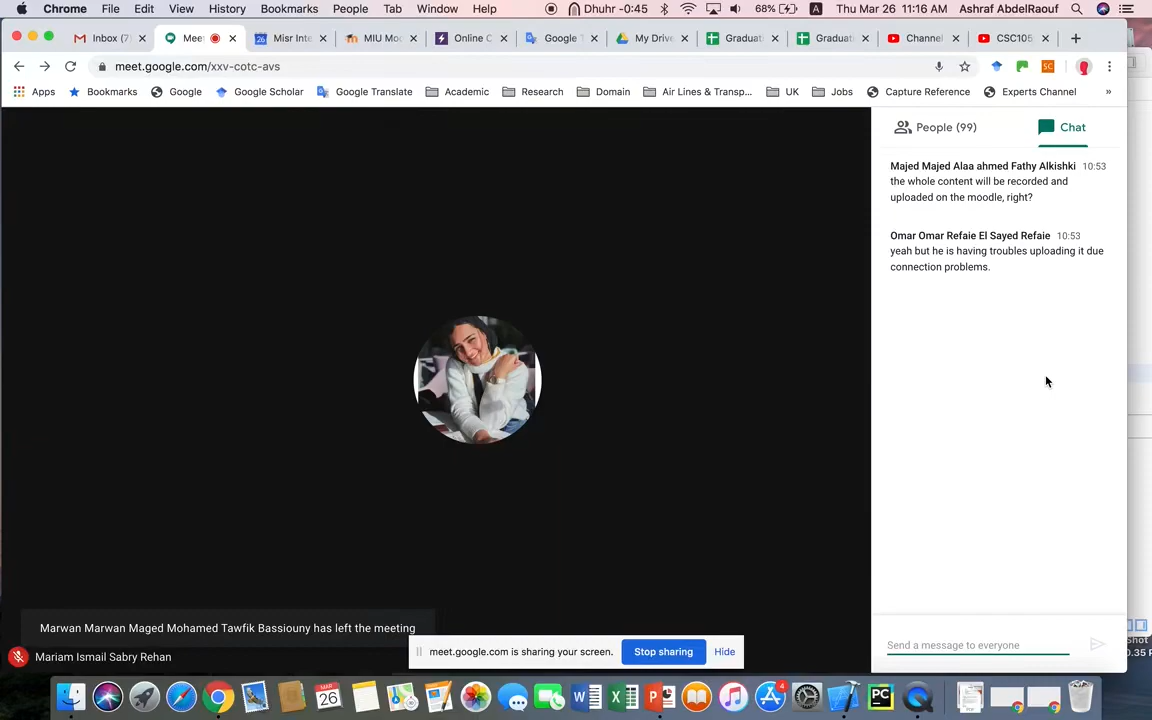 Chrome File Edit View History Bookmarks People Tab Window Help Dhuhr -0:45 68% A Thu Mar 26 11:16 AM Ashraf AbdelRaouf
Inbox (7 Mee Misr Inte MIU Mo Online C Google T My Drive Graduat Graduat Channel CSC105
meet.google.com/xxv-cotc-avs SC
Apps Bookmarks Google Google Scholar Google Translate Academic Research Domain Air Lines & Transp... UK Jobs Capture Reference Experts Channel »
People (99) Chat
Majed Majed Alaa ahmed Fathy Alkishki 10:53
the whole content will be recorded and
uploaded on the moodle, right?
Omar Omar Refaie El Sayed Refaie 10:53
yeah but he is having troubles uploading it due
connection problems.
Marwan Marwan Maged Mohamed Tawfik Bassiouny has left the meeting
Send a message to everyone
meet.google.com is sharing your screen. Stop sharing Hide
Mariam Ismail Sabry Rehan